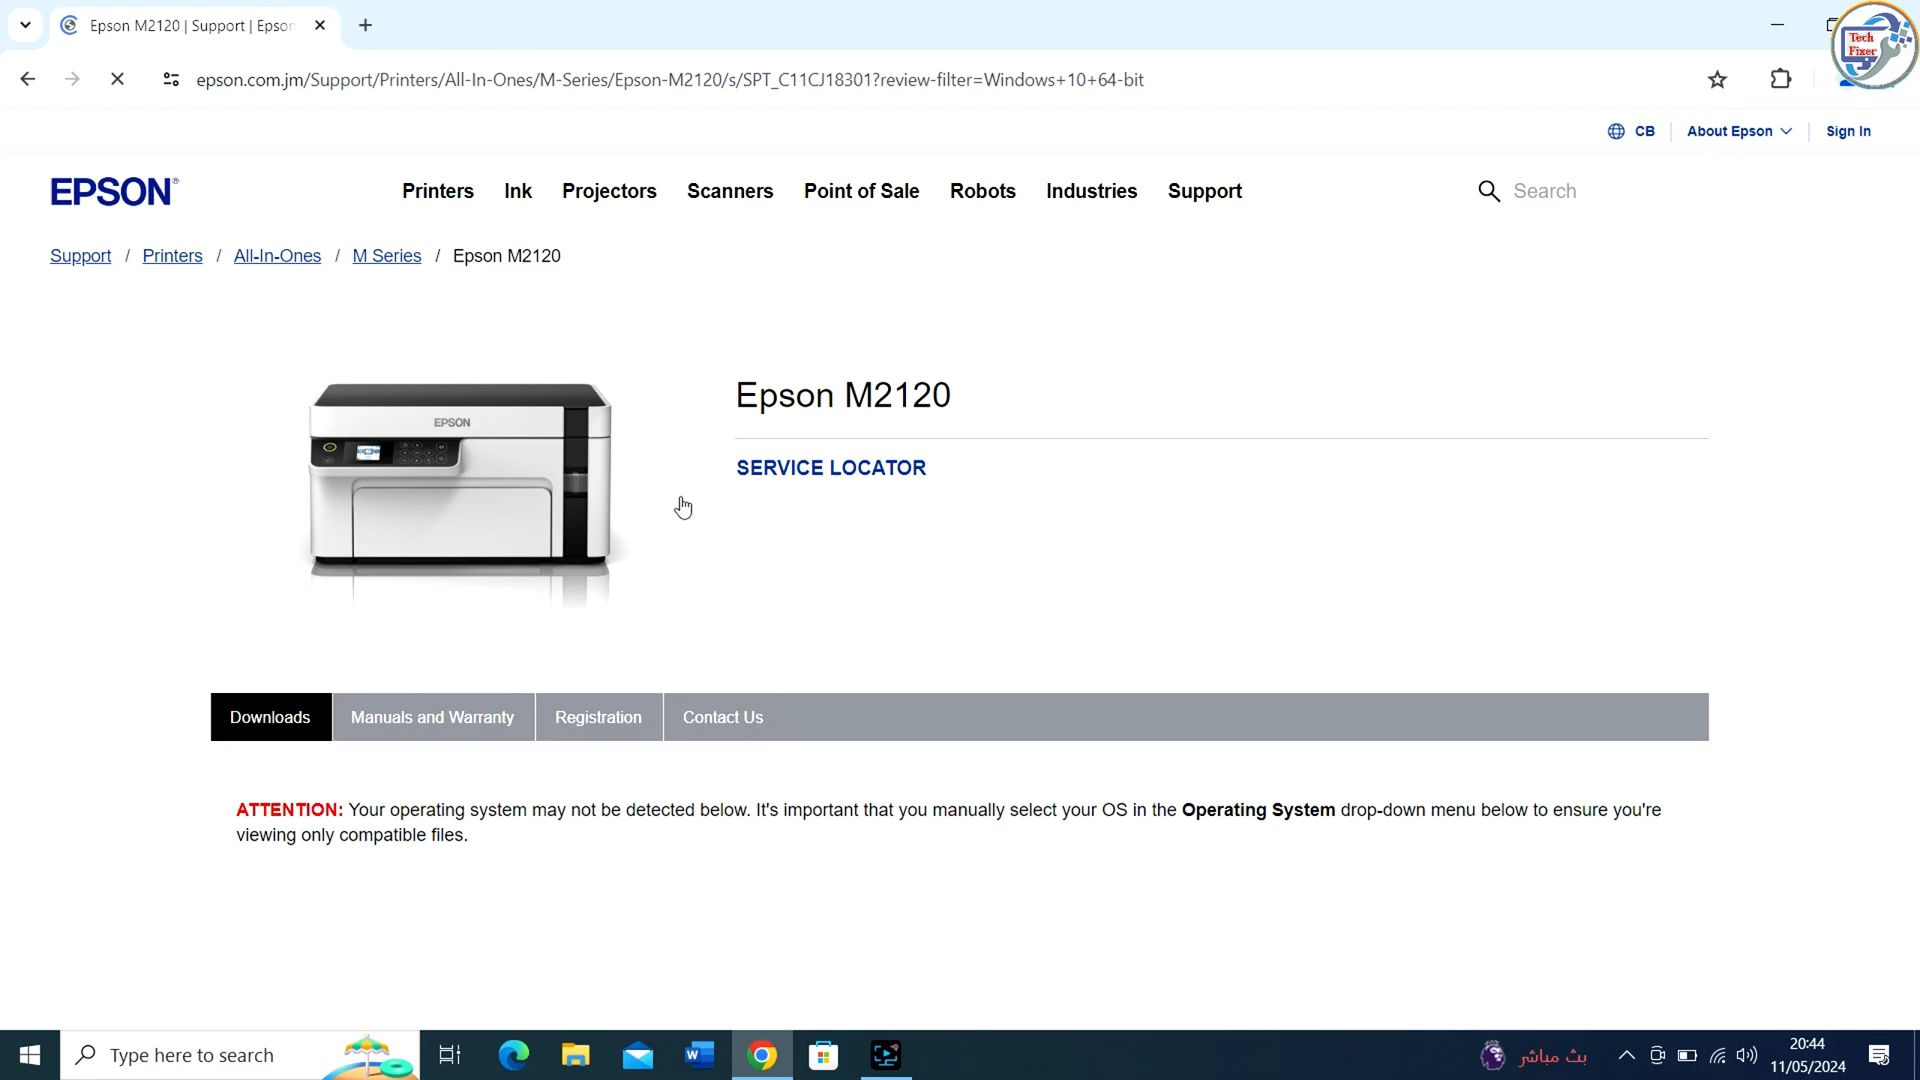 Epson M2120 | Support | Epson
Tech
Fixer
epson.com.jm/Support/Printers/All-In-Ones/M-Series/Epson-M2120/s/SPT_C11CJ18301?review-filter=Windows+10+64-bit
CB
About Epson
Sign In
EPSON®
Printers
Ink
Projectors
Scanners
Point of Sale
Robots
Industries
Support
Search
Support / Printers / All-In-Ones / M Series / Epson M2120
EPSON
Epson M2120
SERVICE LOCATOR
Downloads
Manuals and Warranty
Registration
Contact Us
ATTENTION: Your operating system may not be detected below. It's important that you manually select your OS in the Operating System drop-down menu below to ensure you're
viewing only compatible files.
Type here to search
بث مباشر
20:44
11/05/2024